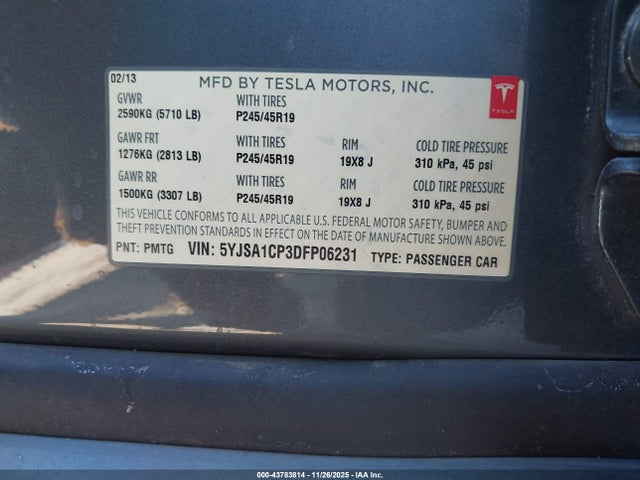 02/13 MFD BY TESLA MOTORS, INC.
GVWR WITH TIRES
2590KG (5710 LB) P245/45R19
TESLA
GAWR FRT WITH TIRES RIM COLD TIRE PRESSURE
1276KG (2813 LB) P245/45R19 19X8 J 310 kPa, 45 psi
GAWR RR WITH TIRES RIM COLD TIRE PRESSURE
1500KG (3307 LB) P245/45R19 19X8 J 310 kPa, 45 psi
THIS VEHICLE CONFORMS TO ALL APPLICABLE U.S. FEDERAL MOTOR SAFETY, BUMPER AND
THEFT PREVENTION STANDARDS IN EFFECT ON THE DATE OF MANUFACTURE SHOWN ABOVE.
PNT: PMTG VIN: 5YJSA1CP3DFP06231 TYPE: PASSENGER CAR
000-43783814 - 11/26/2025 - IAA, Inc.